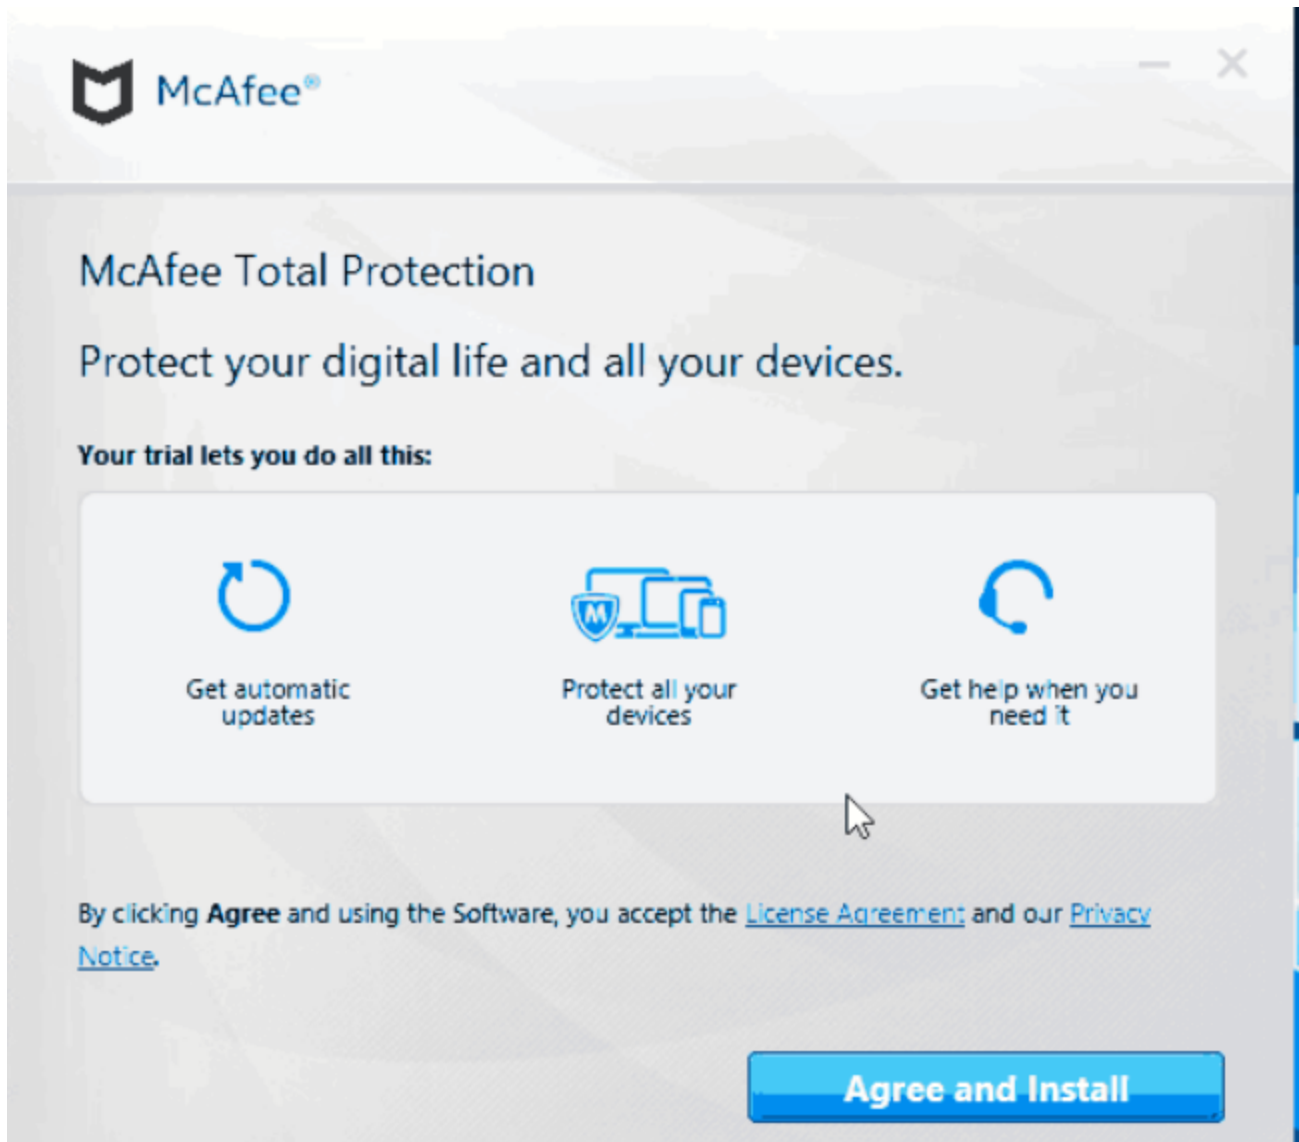 McAfee®
McAfee Total Protection
Protect your digital life and all your devices.
Your trial lets you do all this:
M
Get automatic
updates
Protect all your
devices
Get help when you
need it
By clicking Agree and using the Software, you accept the License Agreement and our Privacy
Notice.
Agree and Install